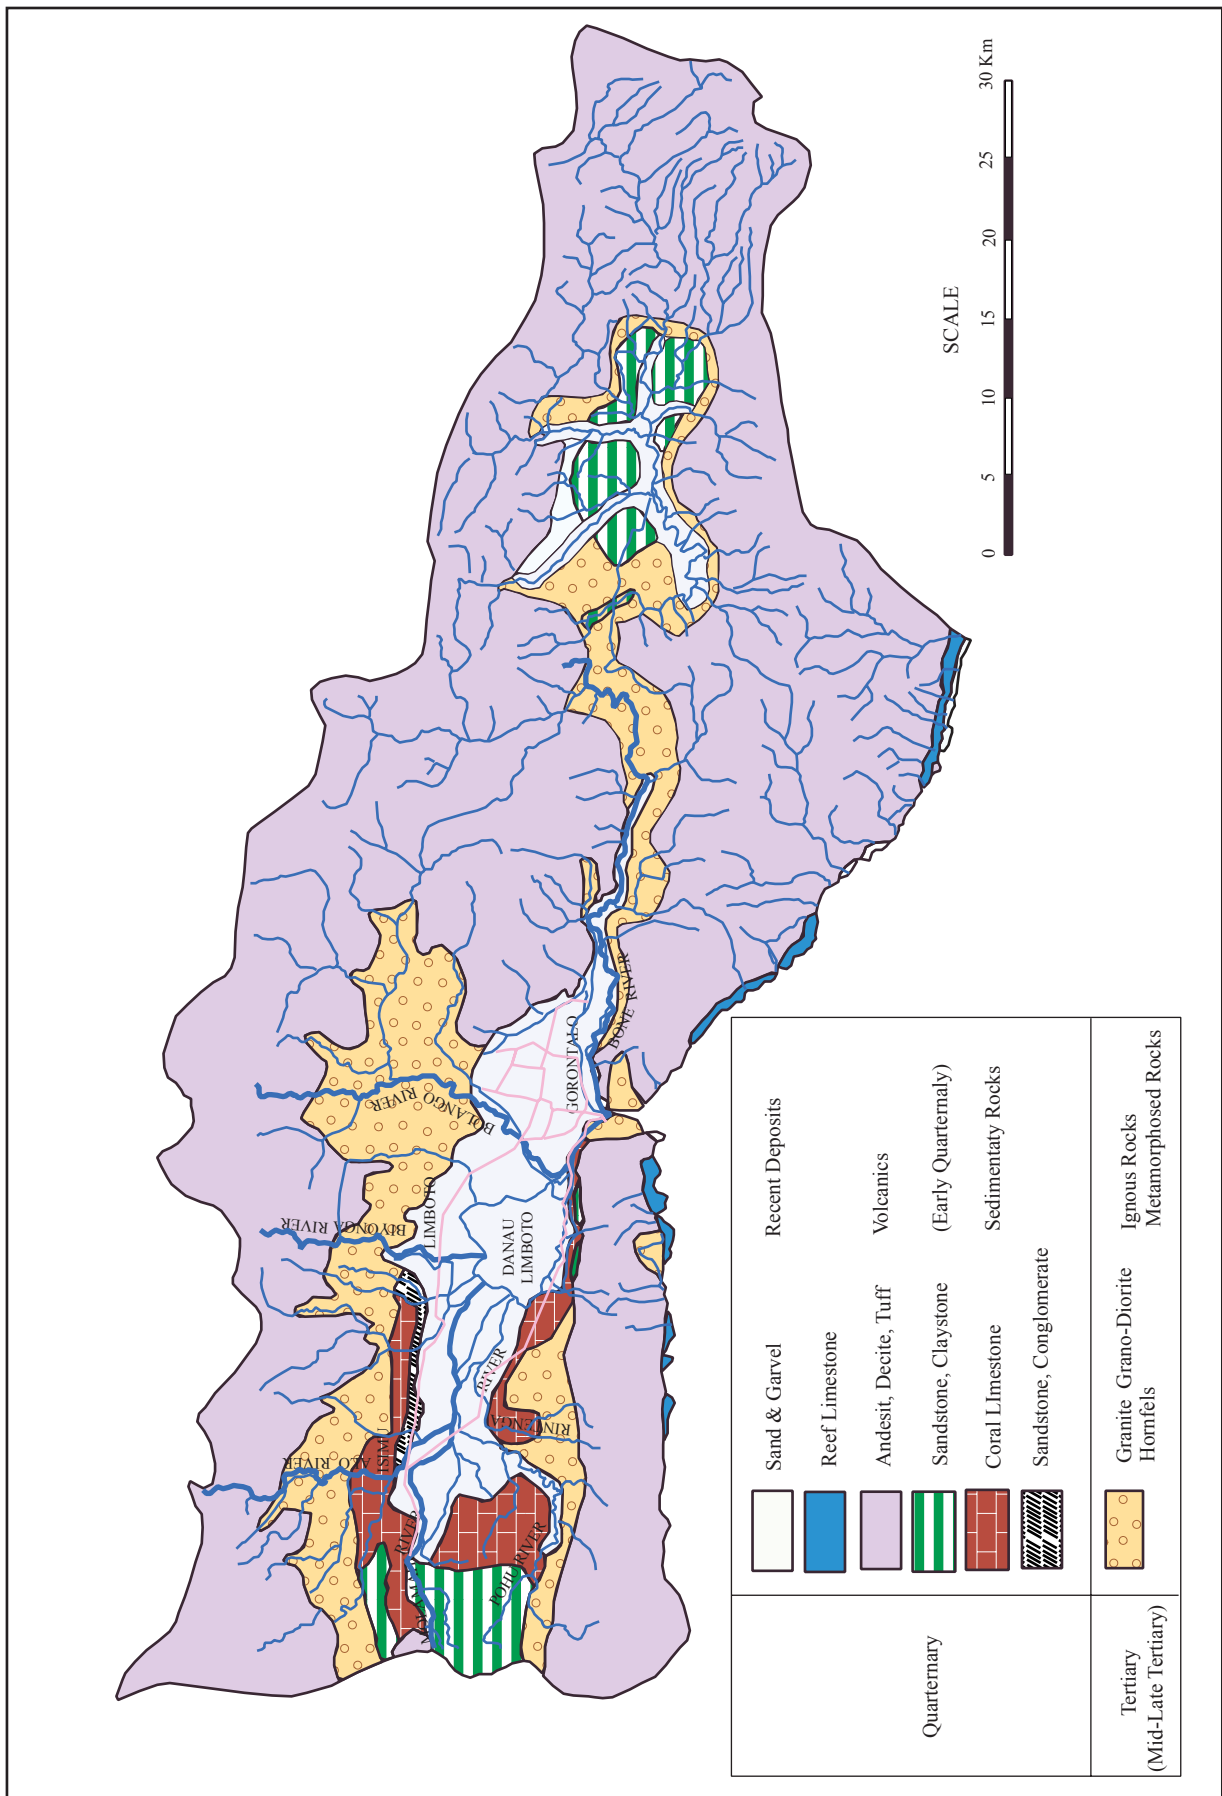 BOLANGO RIVER
BIYONGA RIVER
LIMBOTO
DANAU
LIMBOTO
GORONTALO
BONE RIVER
ALO RIVER
ISIMU
RIVER
RINTENGA
RIVER
POHU RIVER
SCALE
0 5 10 15 20 25 30 Km
Quarternary
Sand & Garvel Recent Deposits
Reef Limestone
Andesit, Decite, Tuff Volcanics
Sandstone, Claystone (Early Quarternaly)
Coral LImestone Sedimentaty Rocks
Sandstone, Conglomerate
Tertiary
(Mid-Late Tertiary)
Granite Grano-Diorite Ignous Rocks
Hornfels Metamorphosed Rocks